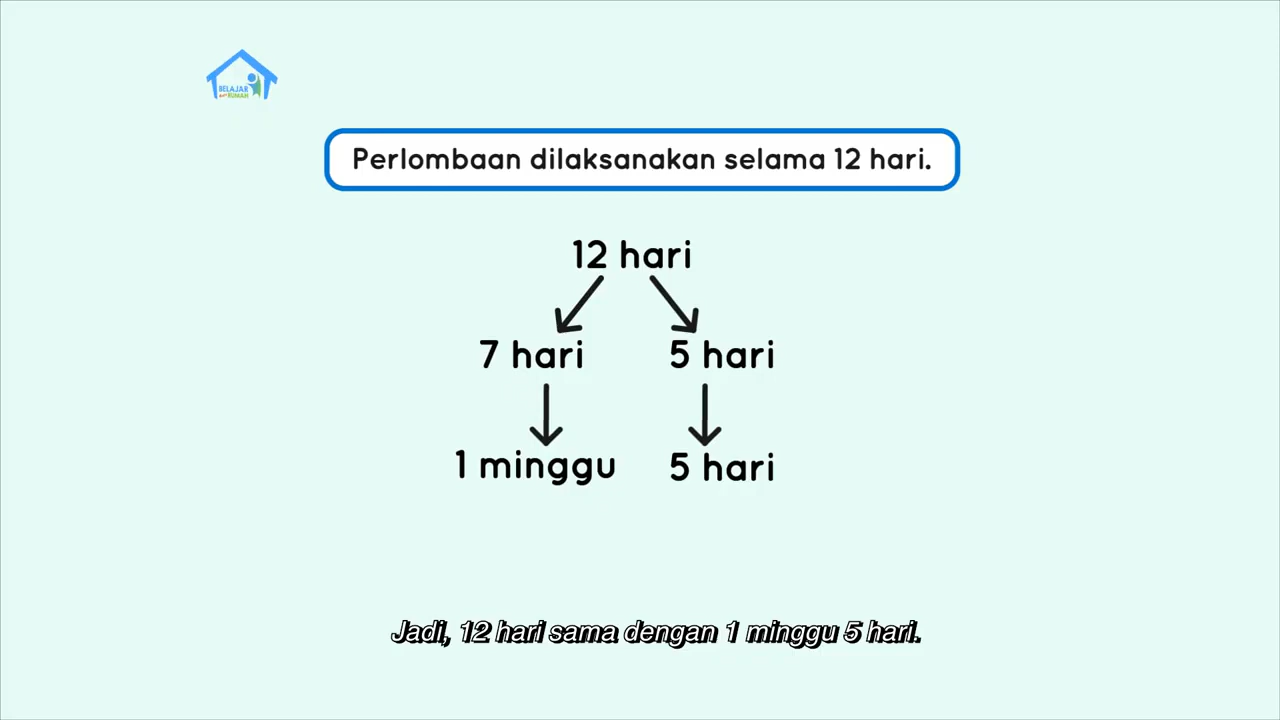 BELAJAR
dari RUMAH
Perlombaan dilaksanakan selama 12 hari.
12 hari
7 hari 5 hari
1 minggu 5 hari
Jadi, 12 hari sama dengan 1 minggu 5 hari.